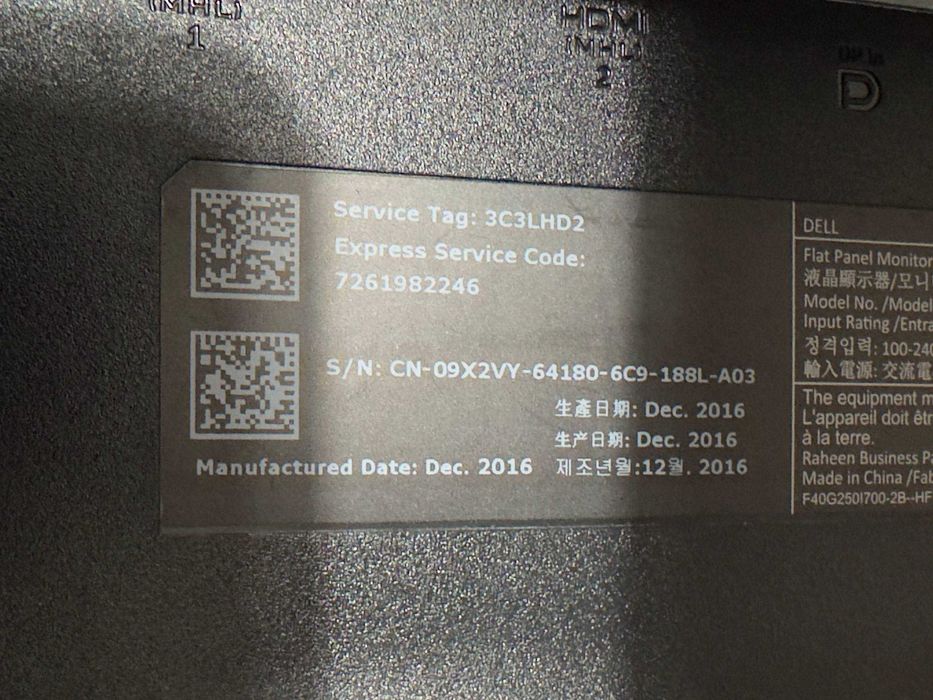 (MHL)
1
HDMI
(MHL)
2
Service Tag: 3C3LHD2
Express Service Code:
7261982246
S/N: CN-09X2VY-64180-6C9-188L-A03
生產日期: Dec. 2016
生产日期: Dec. 2016
Manufactured Date: Dec. 2016 제조년월:12월. 2016
DELL
Flat Panel Monitor
液晶顯示器/모니
Model No. /Model
Input Rating /Entra
정격입력: 100-240
輸入電源: 交流電
The equipment m
L'appareil doit êtr
à la terre.
Raheen Business Pa
Made in China /Fab
F40G250I700-2B--HF